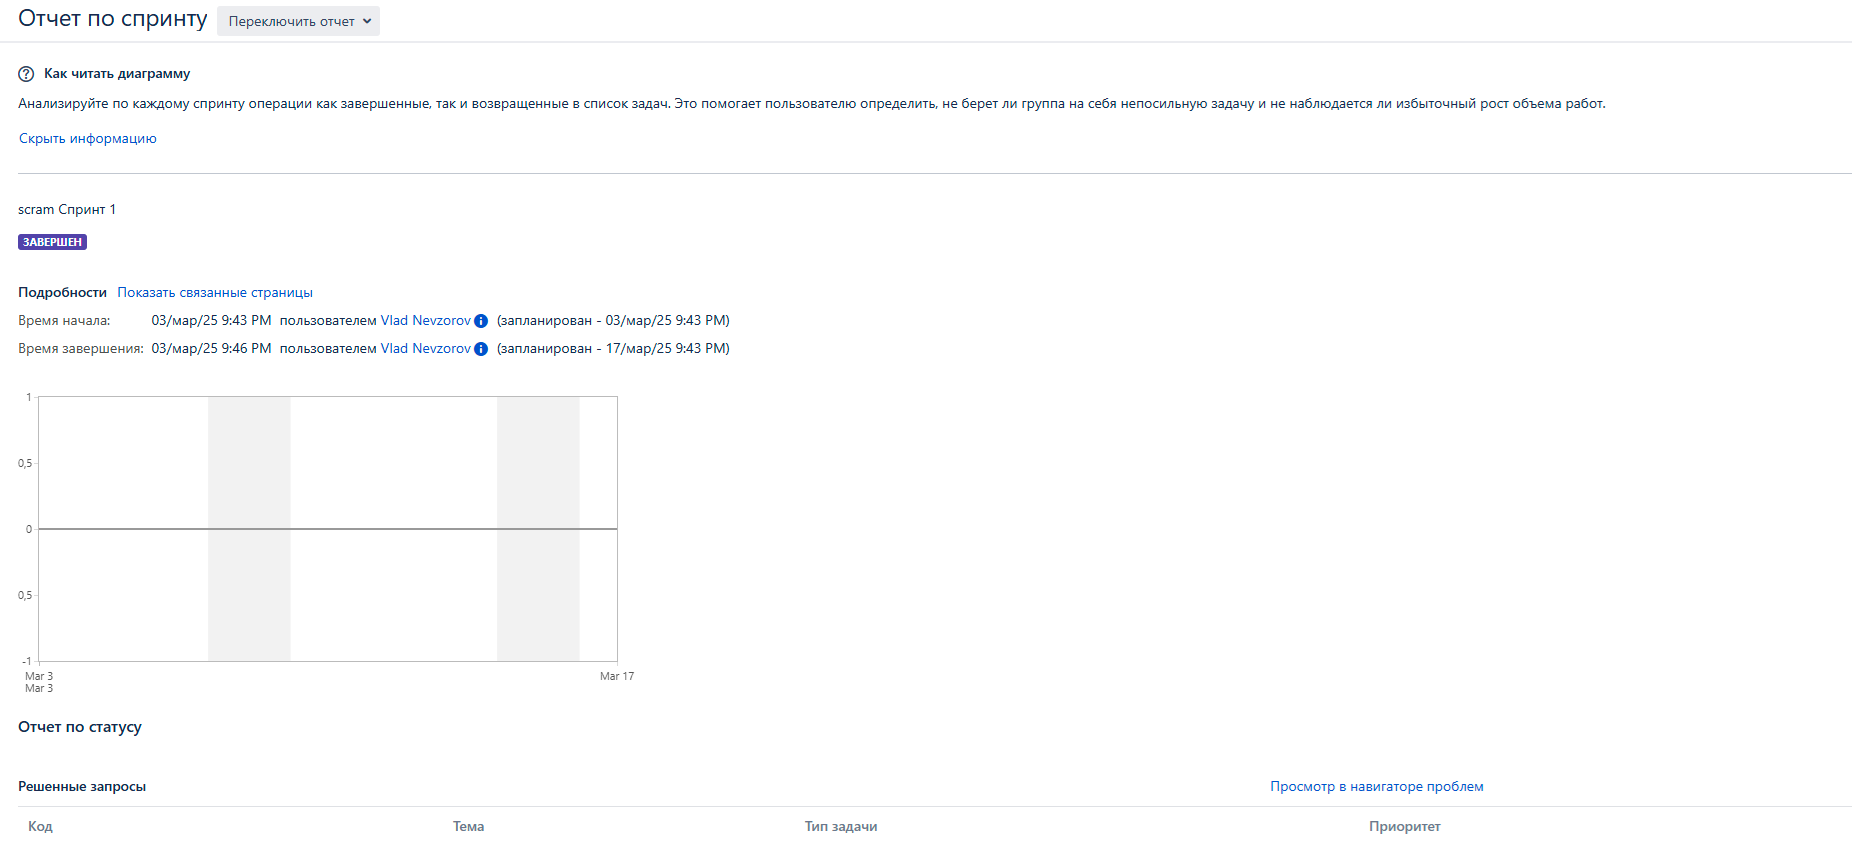 Отчет по спринту Переключить отчет
Как читать диаграмму
Анализируйте по каждому спринту операции как завершенные, так и возвращенные в список задач. Это помогает пользователю определить, не берет ли группа на себя непосильную задачу и не наблюдается ли избыточный рост объема работ.
Скрыть информацию
scram Спринт 1
ЗАВЕРШЕН
Подробности Показать связанные страницы
Время начала: 03/мар/25 9:43 PM пользователем Vlad Nevzorov (запланирован - 03/мар/25 9:43 PM)
Время завершения: 03/мар/25 9:46 PM пользователем Vlad Nevzorov (запланирован - 17/мар/25 9:43 PM)
1
0,5
0
0,5
-1
Mar 3 Mar 17
Mar 3
Отчет по статусу
Решенные запросы Просмотр в навигаторе проблем
Код Тема Тип задачи Приоритет